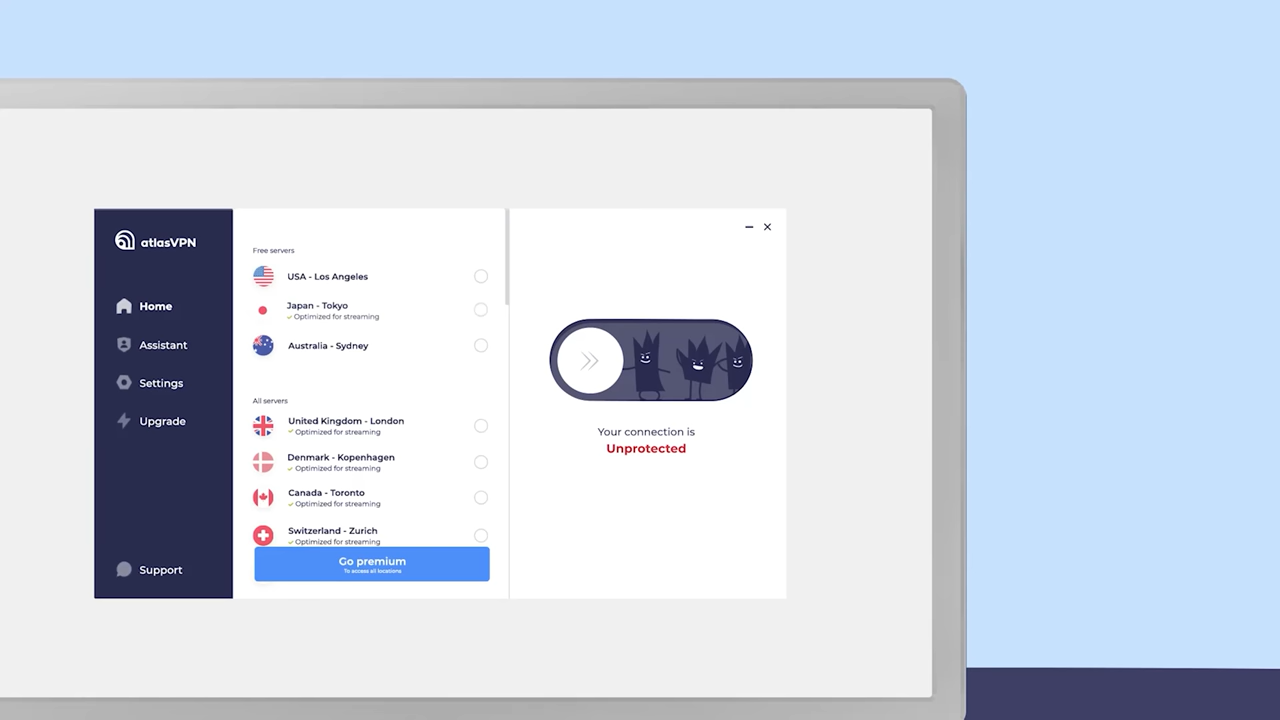 atlasVPN
Home
Assistant
Settings
Upgrade
Support
Free servers
USA - Los Angeles
Japan - Tokyo
Optimized for streaming
Australia - Sydney
All servers
United Kingdom - London
Optimized for streaming
Denmark - Kopenhagen
Optimized for streaming
Canada - Toronto
Optimized for streaming
Switzerland - Zurich
Optimized for streaming
Go premium
To access all locations
Your connection is
Unprotected